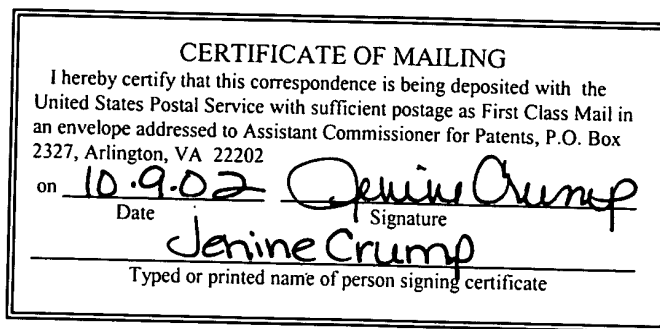 CERTIFICATE OF MAILING
I hereby certify that this correspondence is being deposited with the
United States Postal Service with sufficient postage as First Class Mail in
an envelope addressed to Assistant Commissioner for Patents, P.O. Box
2327, Arlington, VA 22202
on 10.9.02 Jenine Crump
Date Signature
Jenine Crump
Typed or printed name of person signing certificate